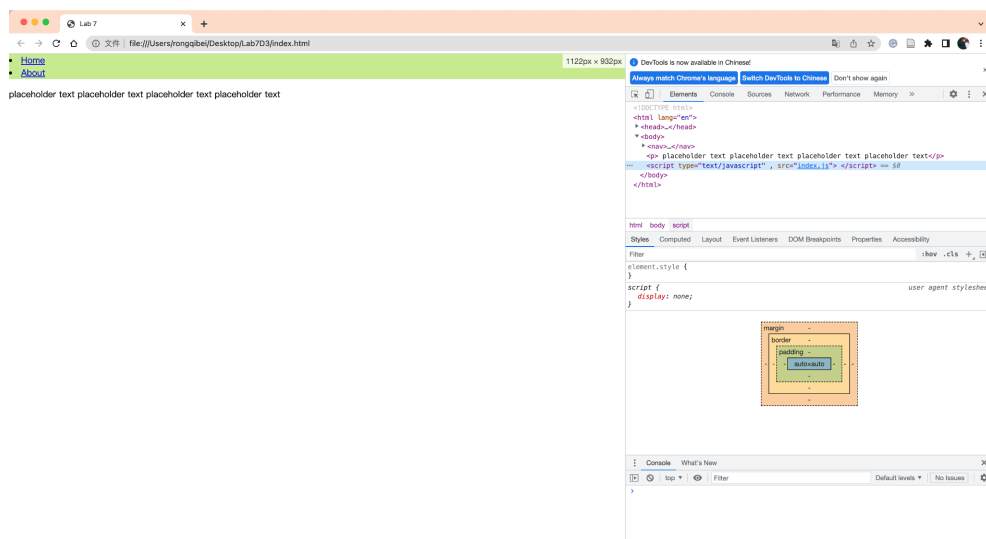 Lab 7
文件 file:///Users/rongqibei/Desktop/Lab7D3/index.html
Home
About
1122px × 932px
placeholder text placeholder text placeholder text placeholder text
DevTools is now available in Chinese!
Always match Chrome's language Switch DevTools to Chinese Don't show again
Elements Console Sources Network Performance Memory »
<!DOCTYPE html>
<html lang="en">
<head>…</head>
<body>
<nav>…</nav>
<p> placeholder text placeholder text placeholder text placeholder text</p>
<script type="text/javascript" , src="index.js"> </script> == $0
</body>
</html>
html body script
Styles Computed Layout Event Listeners DOM Breakpoints Properties Accessibility
Filter :hov .cls +
element.style {
}
script { user agent styleshee
display: none;
}
margin -
border -
padding -
- - - auto×auto - - -
-
-
-
Console What's New
top ▼ Filter Default levels ▼ No Issues
>